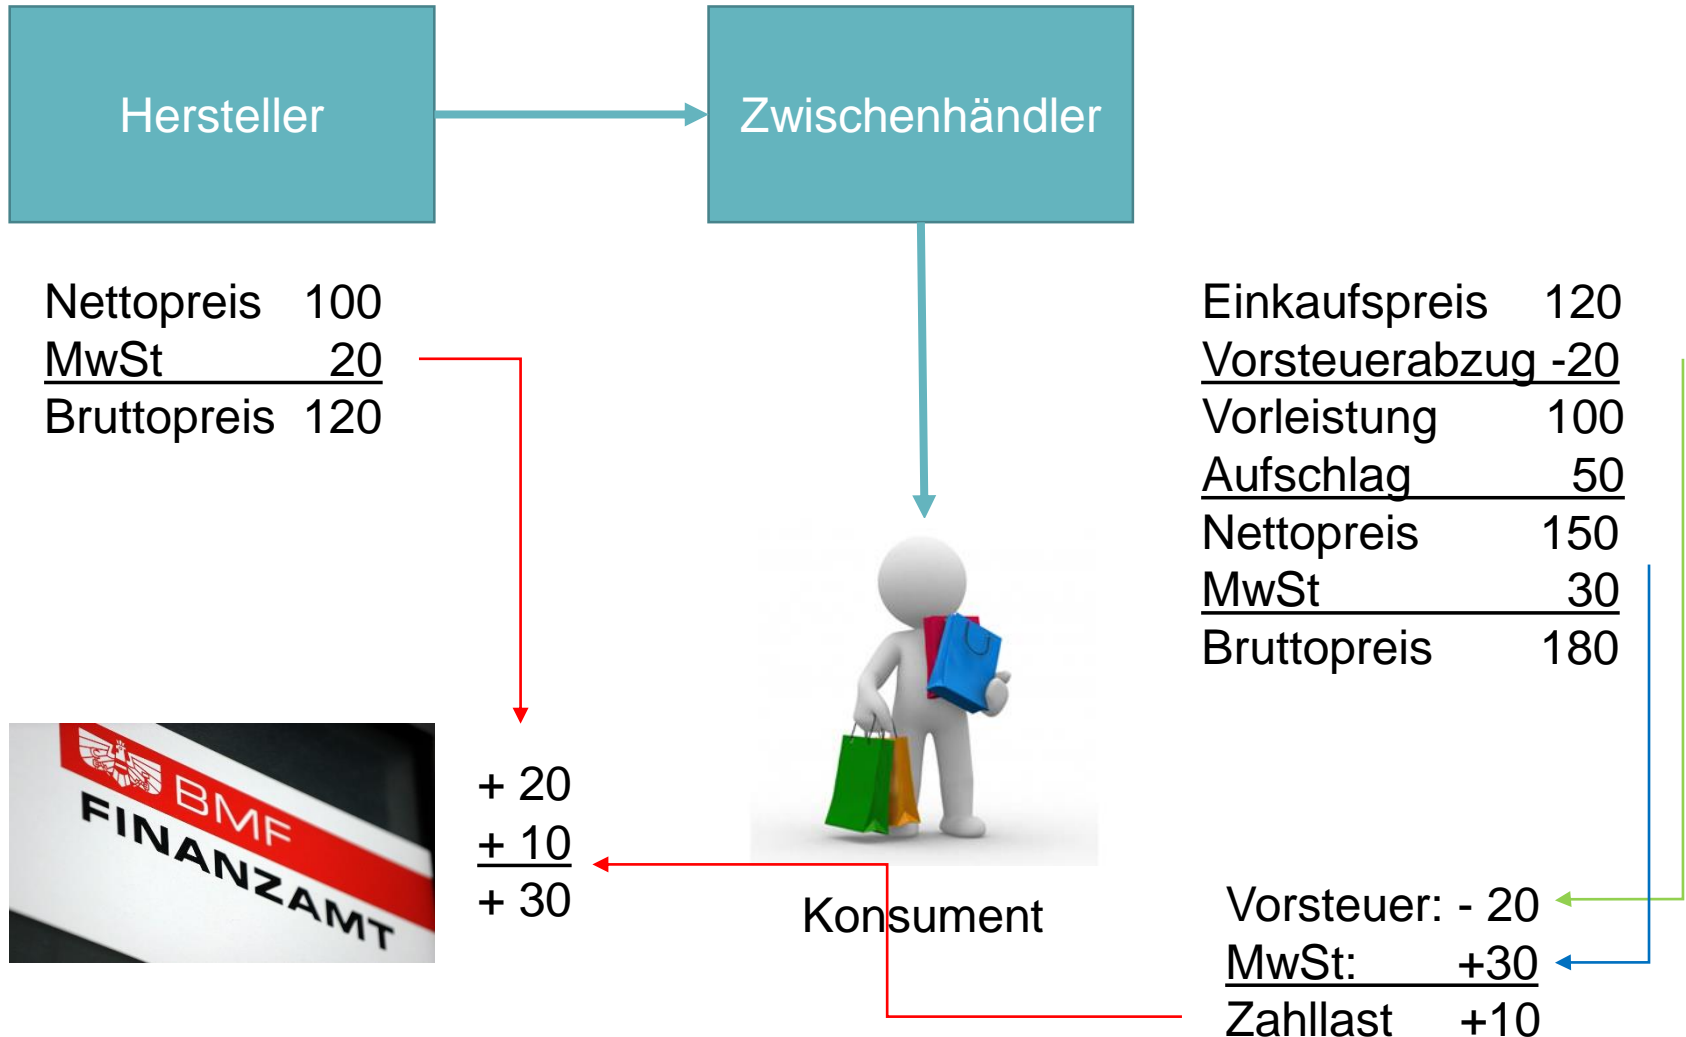 Hersteller
Zwischenhändler
Nettopreis 100
MwSt 20
Bruttopreis 120
Einkaufspreis 120
Vorsteuerabzug -20
Vorleistung 100
Aufschlag 50
Nettopreis 150
MwSt 30
Bruttopreis 180
BMF
FINANZAMT
+ 20
+ 10
+ 30
Konsument
Vorsteuer: - 20
MwSt: +30
Zahllast +10